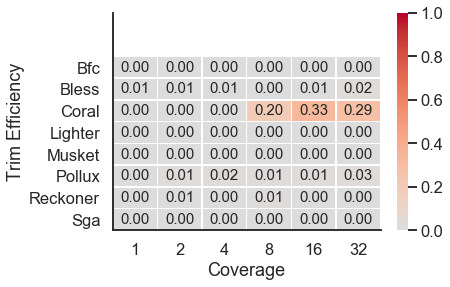 1.0
0.8
0.6
0.4
0.2
0.0
Trim Efficiency
Bfc 0.00 0.00 0.00 0.00 0.00 0.00
Bless 0.01 0.01 0.01 0.00 0.01 0.02
Coral 0.00 0.00 0.00 0.20 0.33 0.29
Lighter 0.00 0.00 0.00 0.00 0.00 0.00
Musket 0.00 0.00 0.00 0.00 0.00 0.00
Pollux 0.00 0.01 0.02 0.01 0.01 0.03
Reckoner 0.00 0.01 0.00 0.01 0.00 0.00
Sga 0.00 0.00 0.00 0.00 0.00 0.00
1 2 4 8 16 32
Coverage